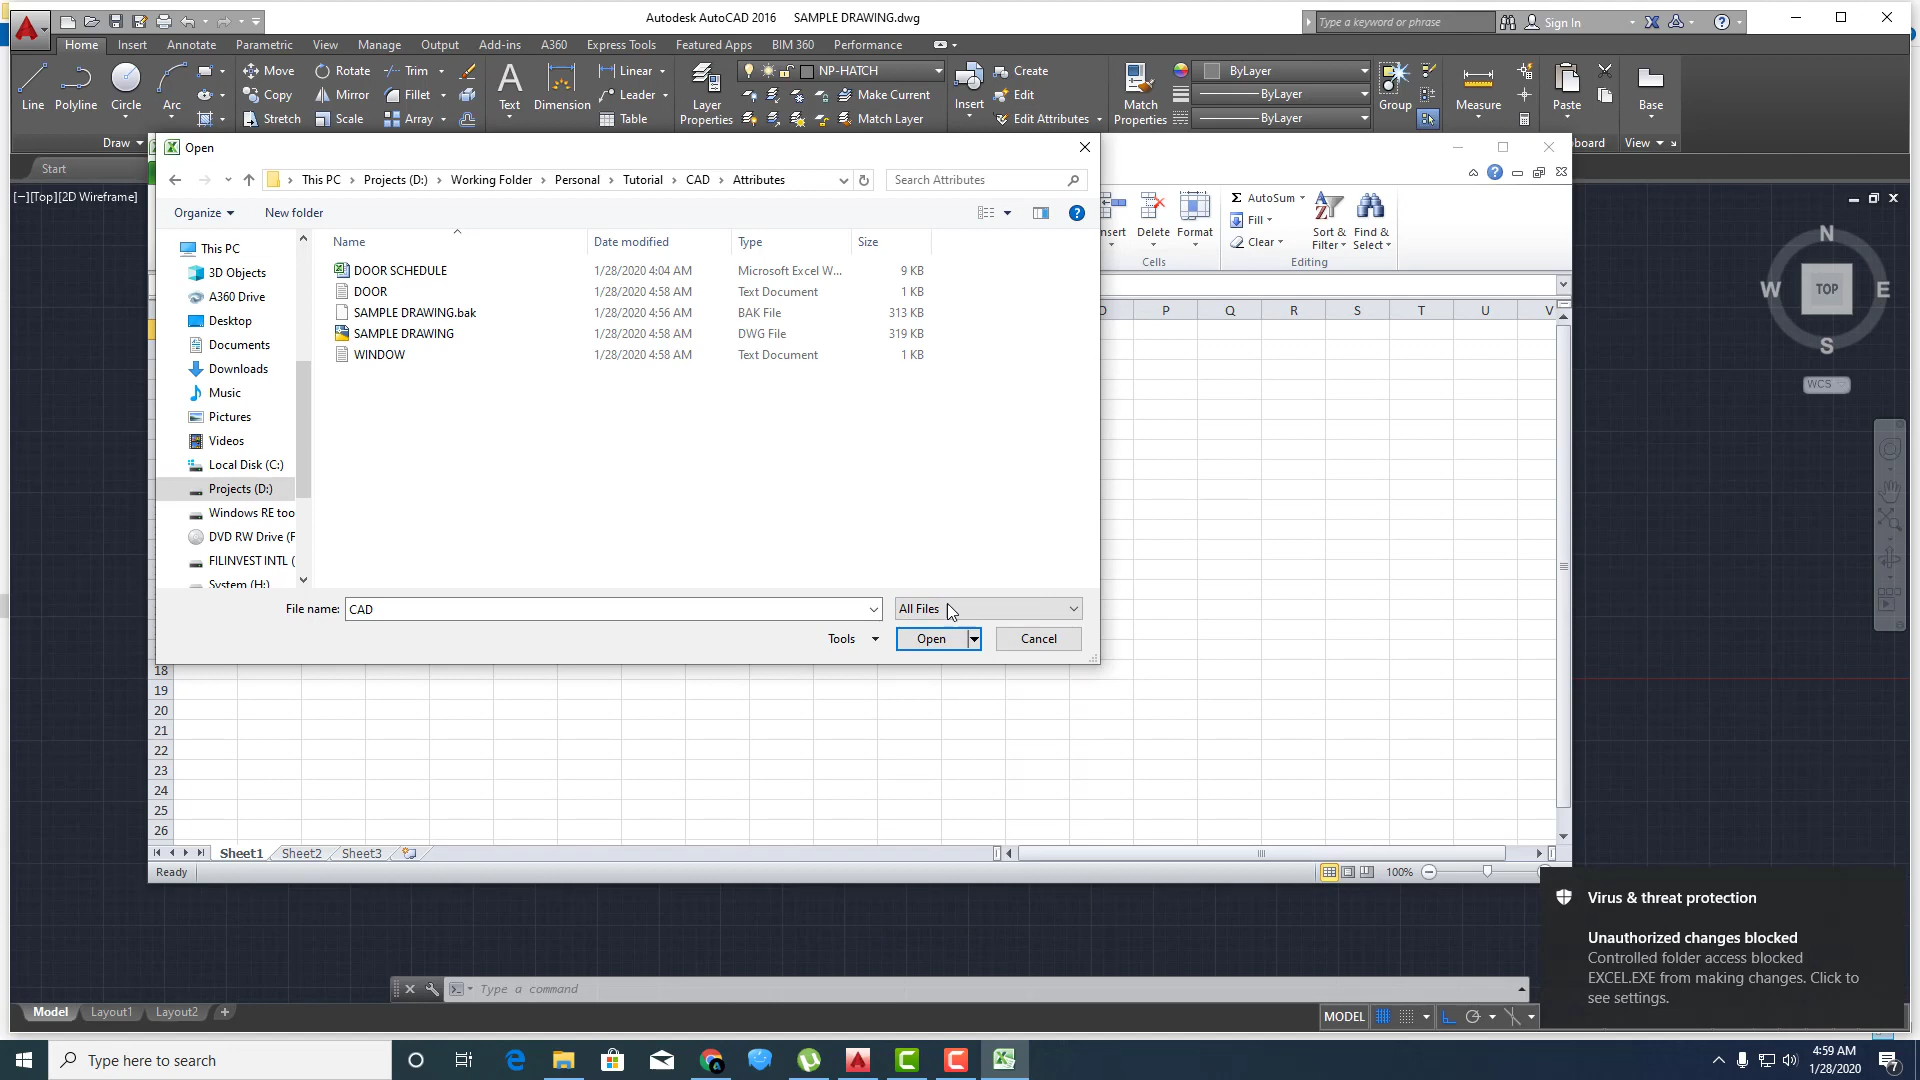 Autodesk AutoCAD 2016 SAMPLE DRAWING.dwg
Type a keyword or phrase
Sign In
Home Insert Annotate Parametric View Manage Output Add-ins A360 Express Tools Featured Apps BIM 360 Performance
Line Polyline Circle Arc
Move Rotate Trim
Copy Mirror Fillet
Stretch Scale Array
Text Dimension
Linear
Leader
Table
Layer Properties
NP-HATCH
Make Current
Match Layer
Insert
Create
Edit
Edit Attributes
Match Properties
ByLayer
ByLayer
ByLayer
Group
Measure
Paste
Base
Draw
board
View
Start
[−][Top][2D Wireframe]
Open
This PC Projects (D:) Working Folder Personal Tutorial CAD Attributes
Search Attributes
Organize New folder
This PC
3D Objects
A360 Drive
Desktop
Documents
Downloads
Music
Pictures
Videos
Local Disk (C:)
Projects (D:)
Windows RE too
DVD RW Drive (F
FILINVEST INTL (
System (H:)
Name Date modified Type Size
DOOR SCHEDULE 1/28/2020 4:04 AM Microsoft Excel W... 9 KB
DOOR 1/28/2020 4:58 AM Text Document 1 KB
SAMPLE DRAWING.bak 1/28/2020 4:56 AM BAK File 313 KB
SAMPLE DRAWING 1/28/2020 4:58 AM DWG File 319 KB
WINDOW 1/28/2020 4:58 AM Text Document 1 KB
File name: CAD
All Files
Tools Open Cancel
nsert Delete Format
Cells
AutoSum
Fill
Clear
Sort & Filter
Find & Select
Editing
P Q R S T U V
18
19
20
21
22
23
24
25
26
Sheet1 Sheet2 Sheet3
Ready
100%
N
W TOP E
S
WCS
Virus & threat protection
Unauthorized changes blocked
Controlled folder access blocked
EXCEL.EXE from making changes. Click to
see settings.
Type a command
Model Layout1 Layout2 +
MODEL
Type here to search
4:59 AM
1/28/2020
7